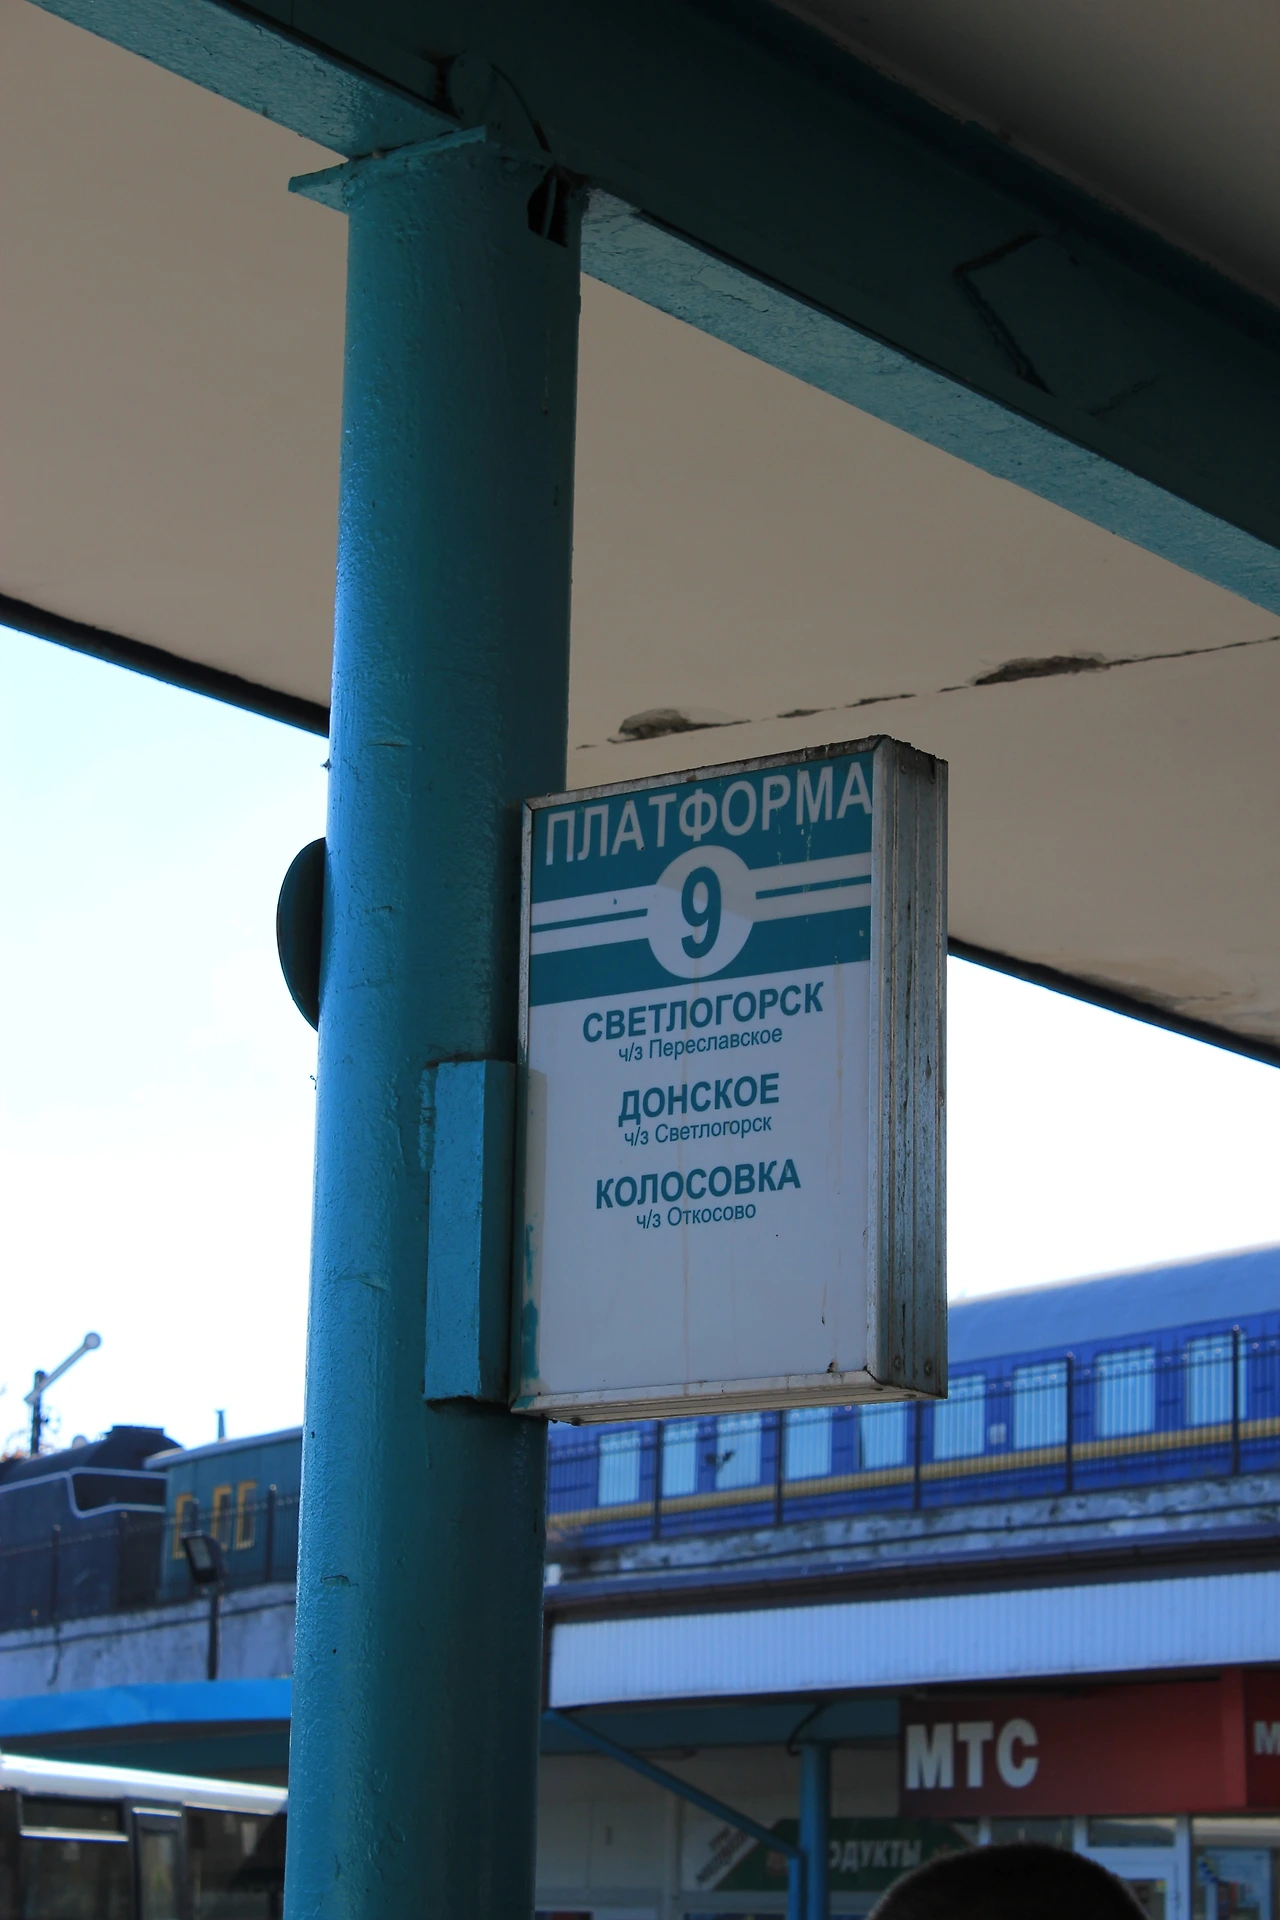 ПЛАТФОРМА
9
СВЕТЛОГОРСК
ч/з Переславское
ДОНСКОЕ
ч/з Светлогорск
КОЛОСОВКА
ч/з Откосово
МТС